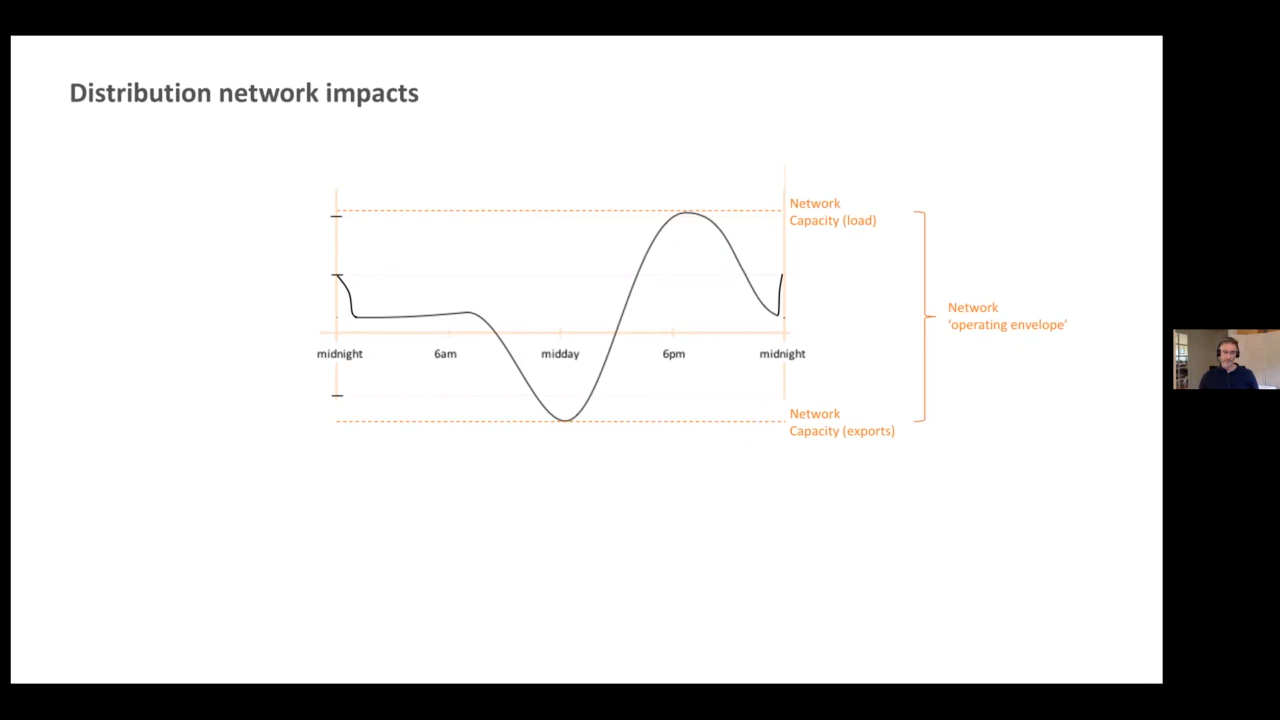 Distribution network impacts
Network
Capacity (load)
Network
‘operating envelope’
midnight
6am
midday
6pm
midnight
Network
Capacity (exports)